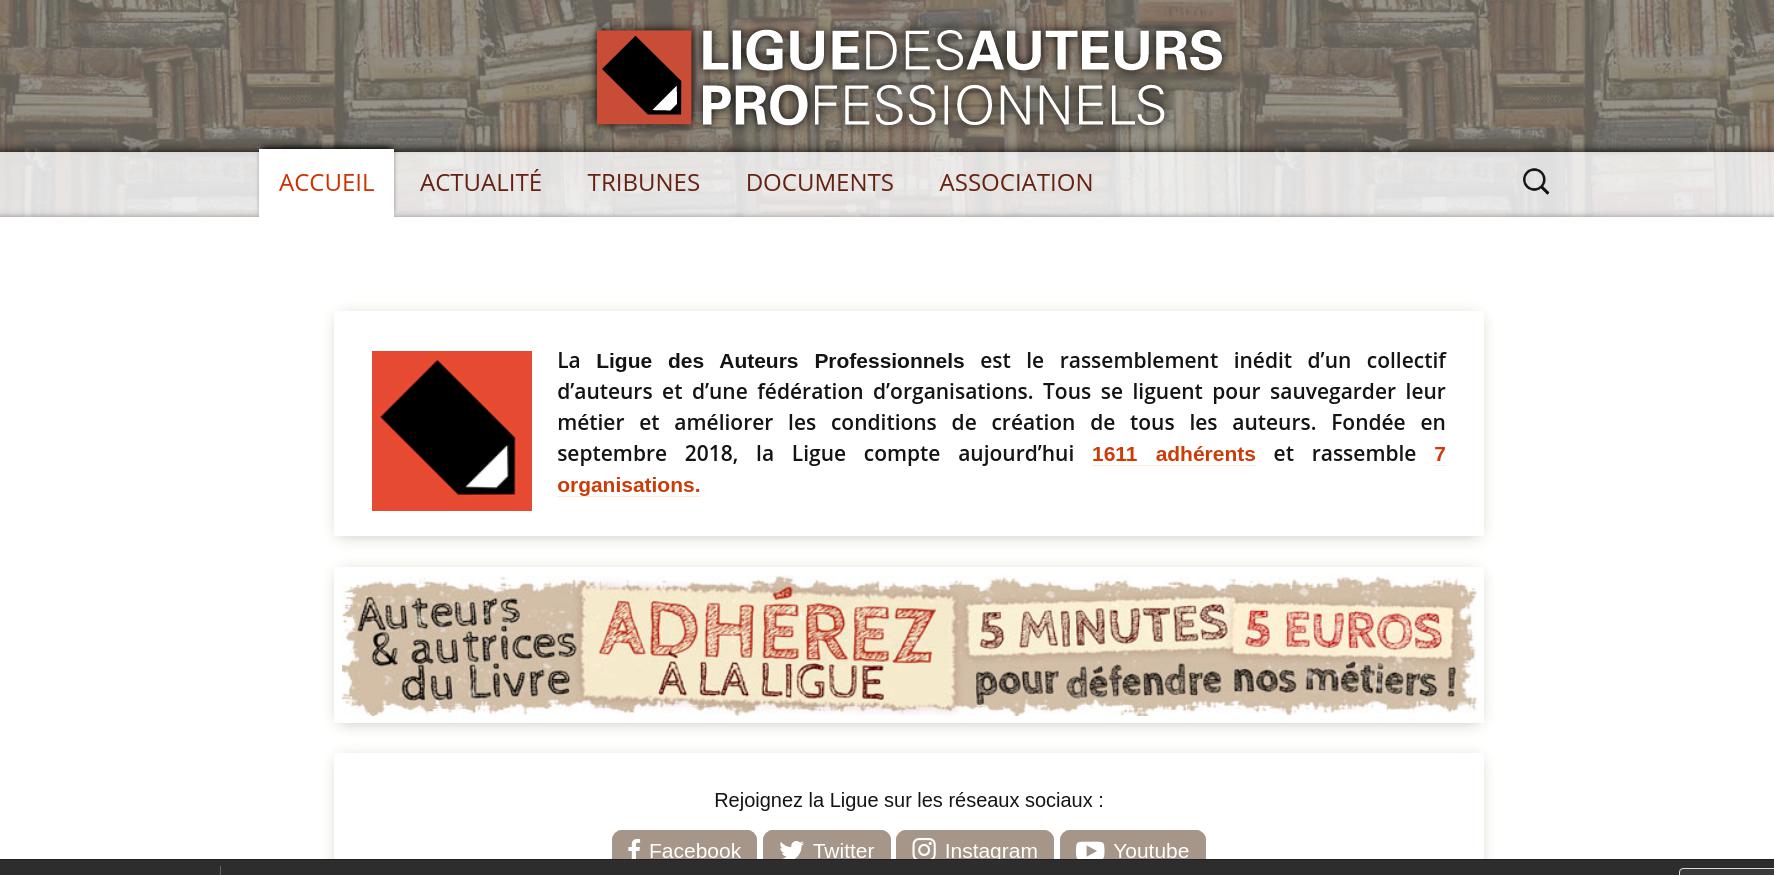 LIGUEDESAUTEURS
PROFESSIONNELS
ACCUEIL ACTUALITÉ TRIBUNES DOCUMENTS ASSOCIATION
La Ligue des Auteurs Professionnels est le rassemblement inédit d’un collectif
d’auteurs et d’une fédération d’organisations. Tous se liguent pour sauvegarder leur
métier et améliorer les conditions de création de tous les auteurs. Fondée en
septembre 2018, la Ligue compte aujourd’hui 1611 adhérents et rassemble 7
organisations.
Auteurs
& autrices
du Livre
ADHÉREZ
À LA LIGUE
5 MINUTES 5 EUROS
pour défendre nos métiers !
Rejoignez la Ligue sur les réseaux sociaux :
Facebook Twitter Instagram Youtube